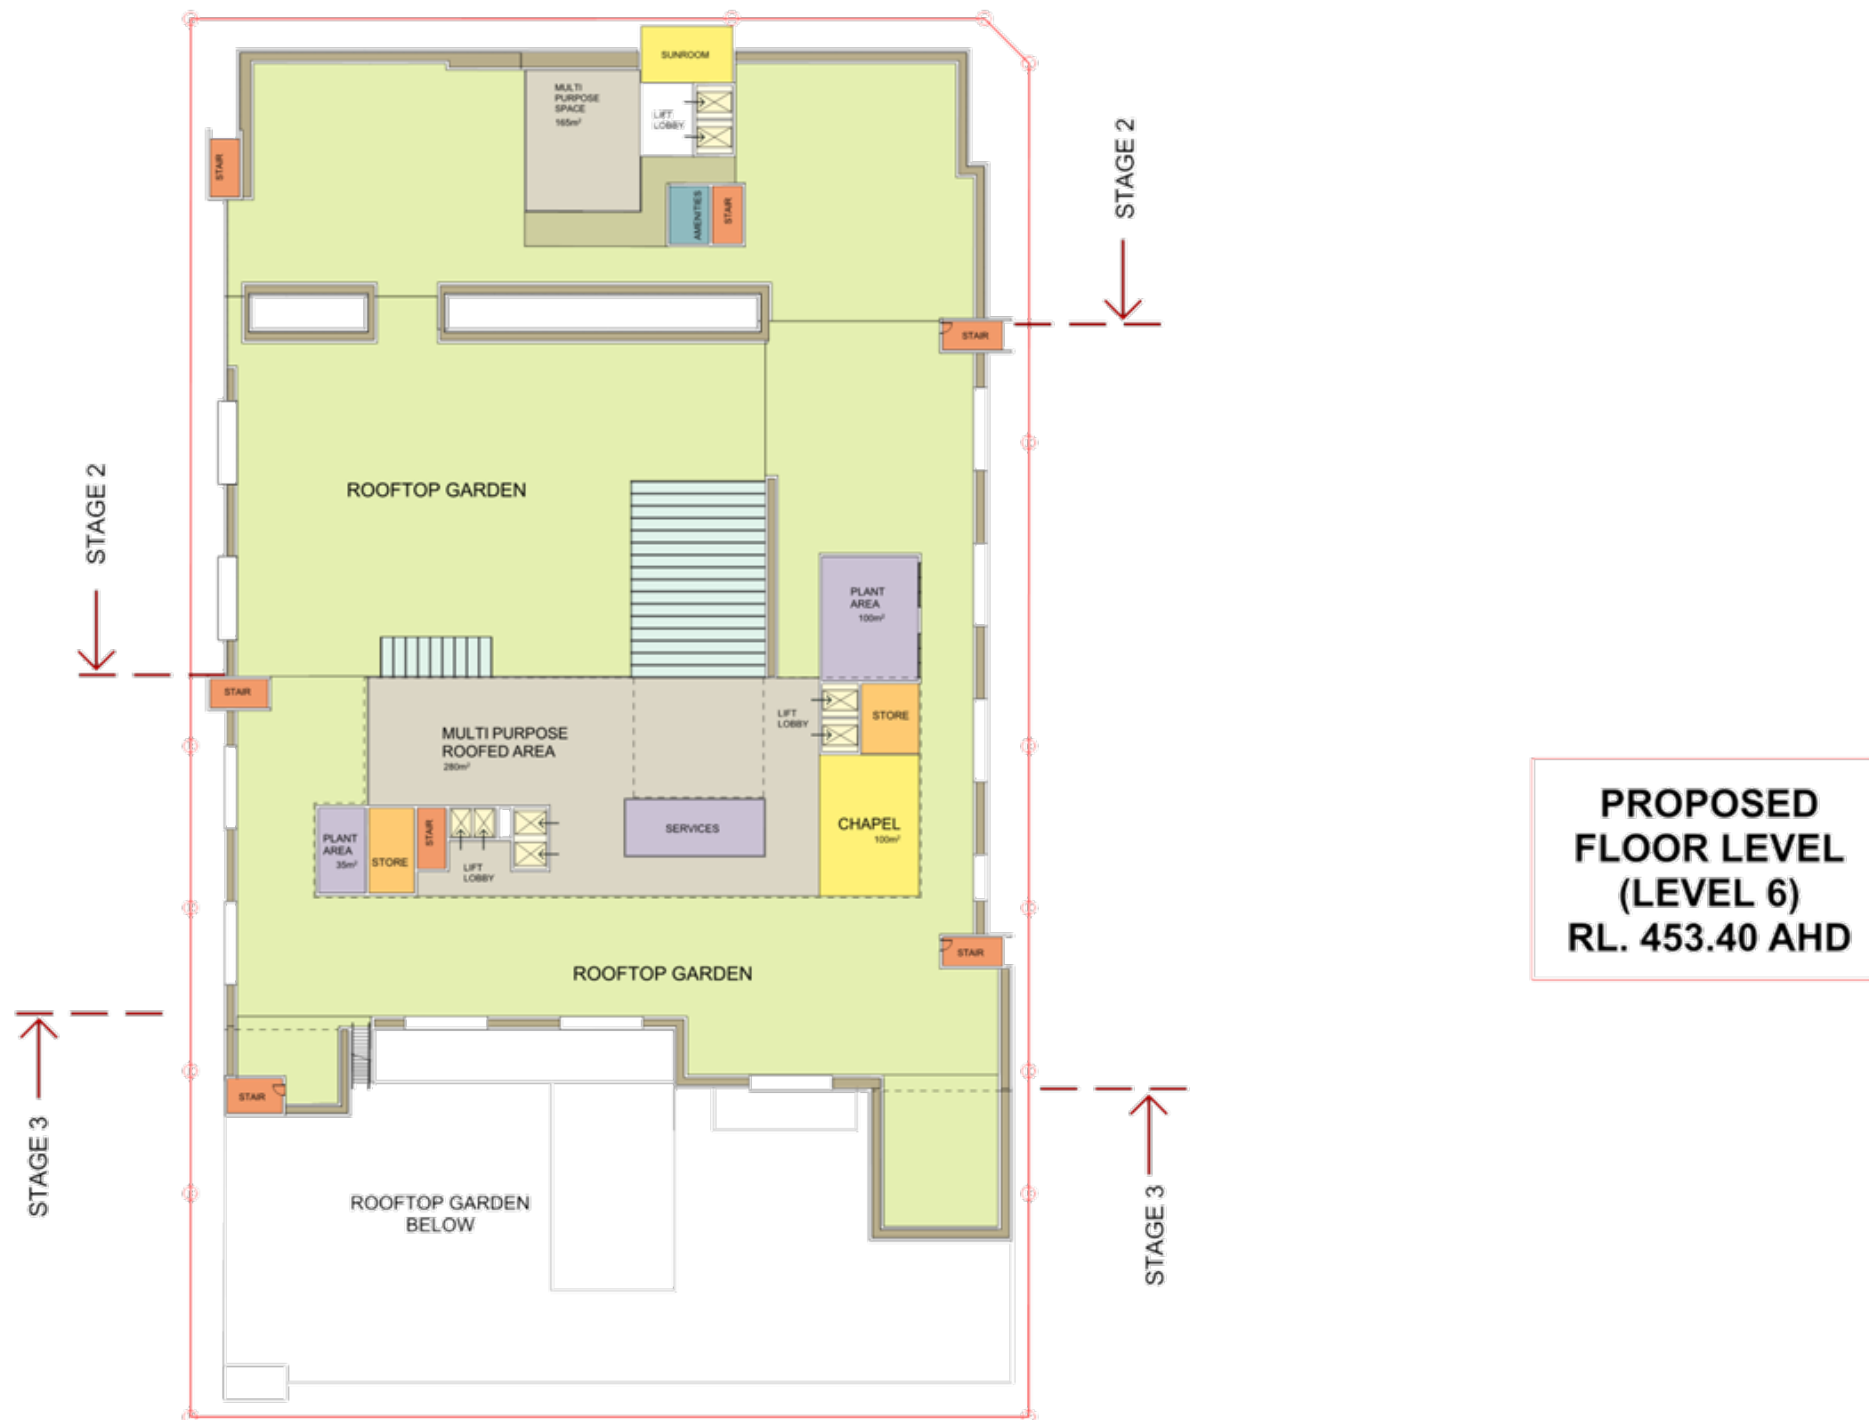 SUNROOM
MULTI
PURPOSE
SPACE
165m²
LIFT
LOBBY
STAIR
AMENITIES
STAIR
STAGE 2
STAIR
ROOFTOP GARDEN
STAGE 2
PLANT
AREA
100m²
STAIR
MULTI PURPOSE
ROOFED AREA
280m²
LIFT
LOBBY
STORE
PLANT
AREA
35m²
STORE
STAIR
LIFT
LOBBY
SERVICES
CHAPEL
100m²
PROPOSED
FLOOR LEVEL
(LEVEL 6)
RL. 453.40 AHD
STAIR
ROOFTOP GARDEN
STAIR
STAGE 3
ROOFTOP GARDEN
BELOW
STAGE 3